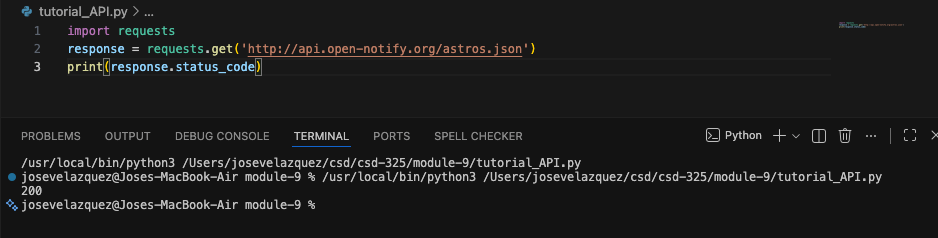 tutorial_API.py > ...
1 import requests
2 response = requests.get('http://api.open-notify.org/astros.json')
3 print(response.status_code)
PROBLEMS OUTPUT DEBUG CONSOLE TERMINAL PORTS SPELL CHECKER Python
/usr/local/bin/python3 /Users/josevelazquez/csd/csd-325/module-9/tutorial_API.py
josevelazquez@Joses-MacBook-Air module-9 % /usr/local/bin/python3 /Users/josevelazquez/csd/csd-325/module-9/tutorial_API.py
200
josevelazquez@Joses-MacBook-Air module-9 %